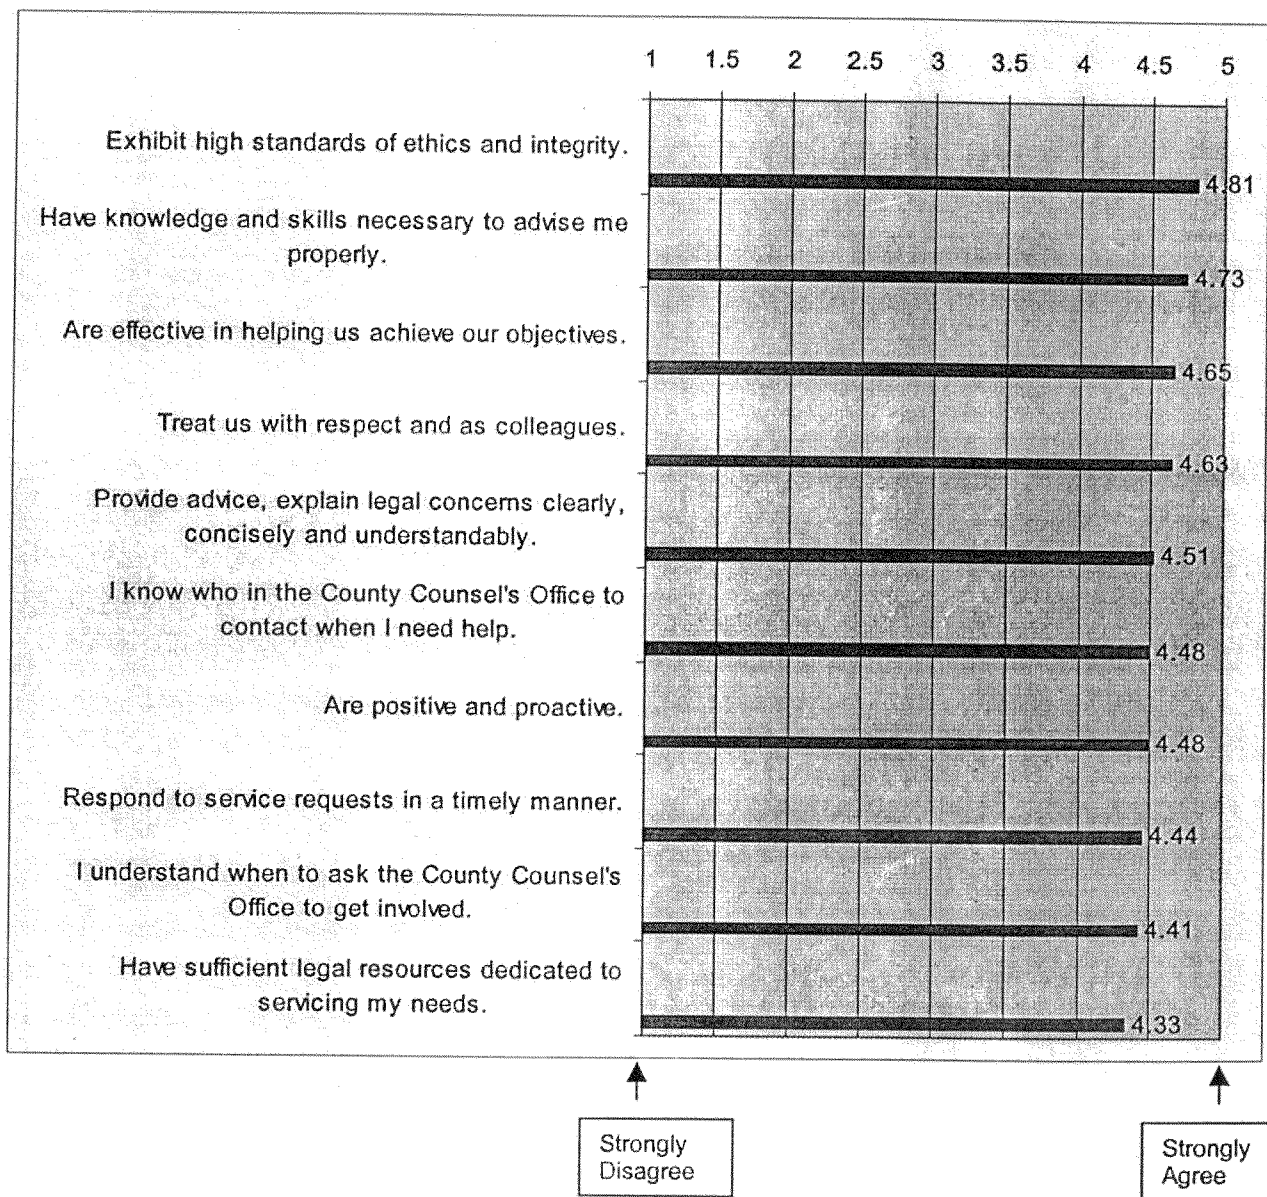 1 1.5 2 2.5 3 3.5 4 4.5 5
Exhibit high standards of ethics and integrity.
4.81
Have knowledge and skills necessary to advise me
properly.
4.73
Are effective in helping us achieve our objectives.
4.65
Treat us with respect and as colleagues.
4.63
Provide advice, explain legal concerns clearly,
concisely and understandably.
4.51
I know who in the County Counsel's Office to
contact when I need help.
4.48
Are positive and proactive.
4.48
Respond to service requests in a timely manner.
4.44
I understand when to ask the County Counsel's
Office to get involved.
4.41
Have sufficient legal resources dedicated to
servicing my needs.
4.33
Strongly
Disagree
Strongly
Agree